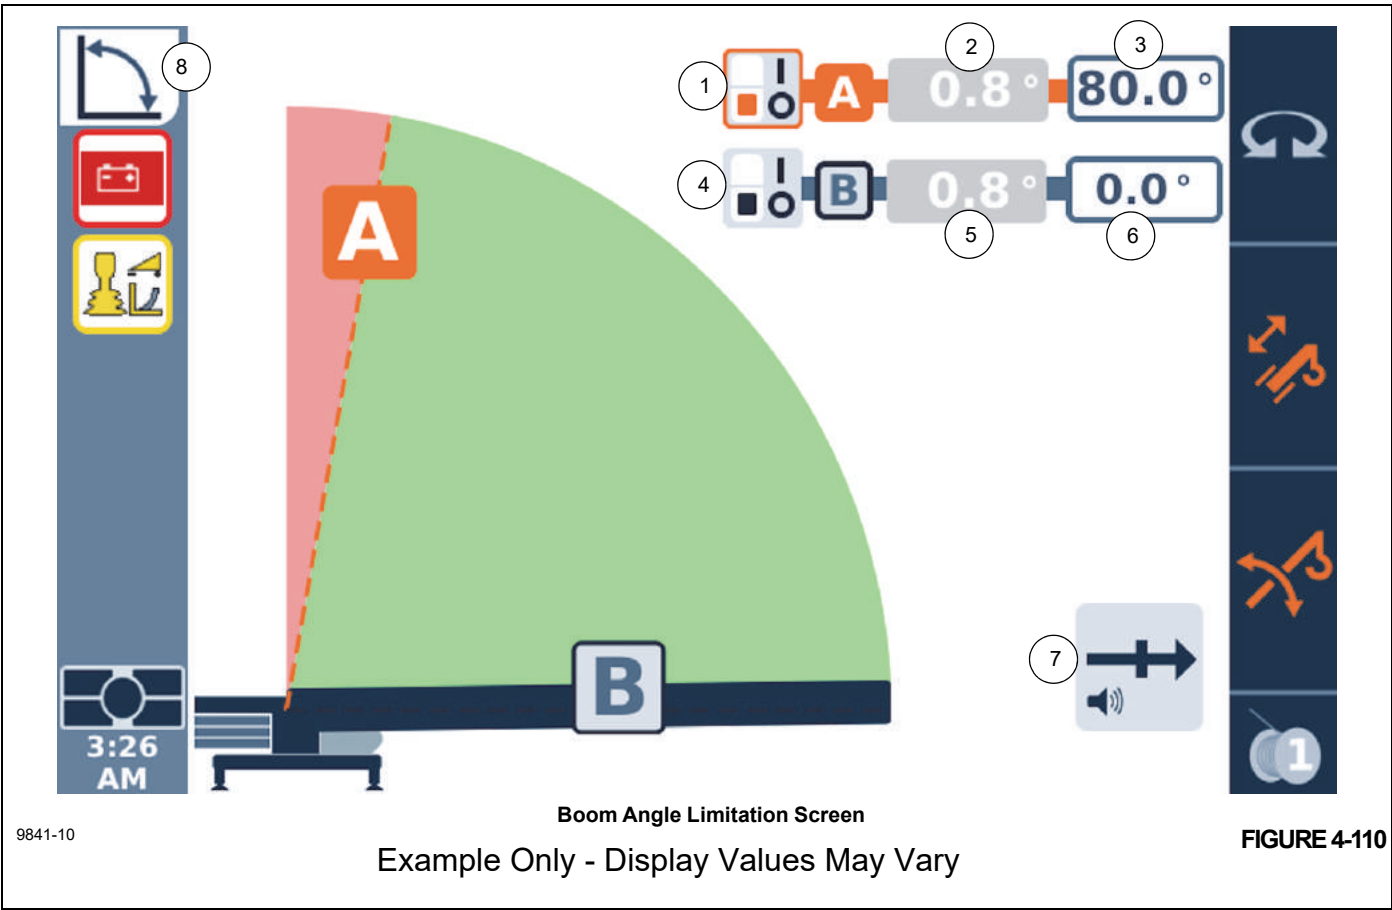 8
1
A
2
0.8 °
3
80.0 °
4
B
0.8 °
5
0.0 °
6
A
B
7
3:26
AM
1
Boom Angle Limitation Screen
9841-10
FIGURE 4-110
Example Only - Display Values May Vary